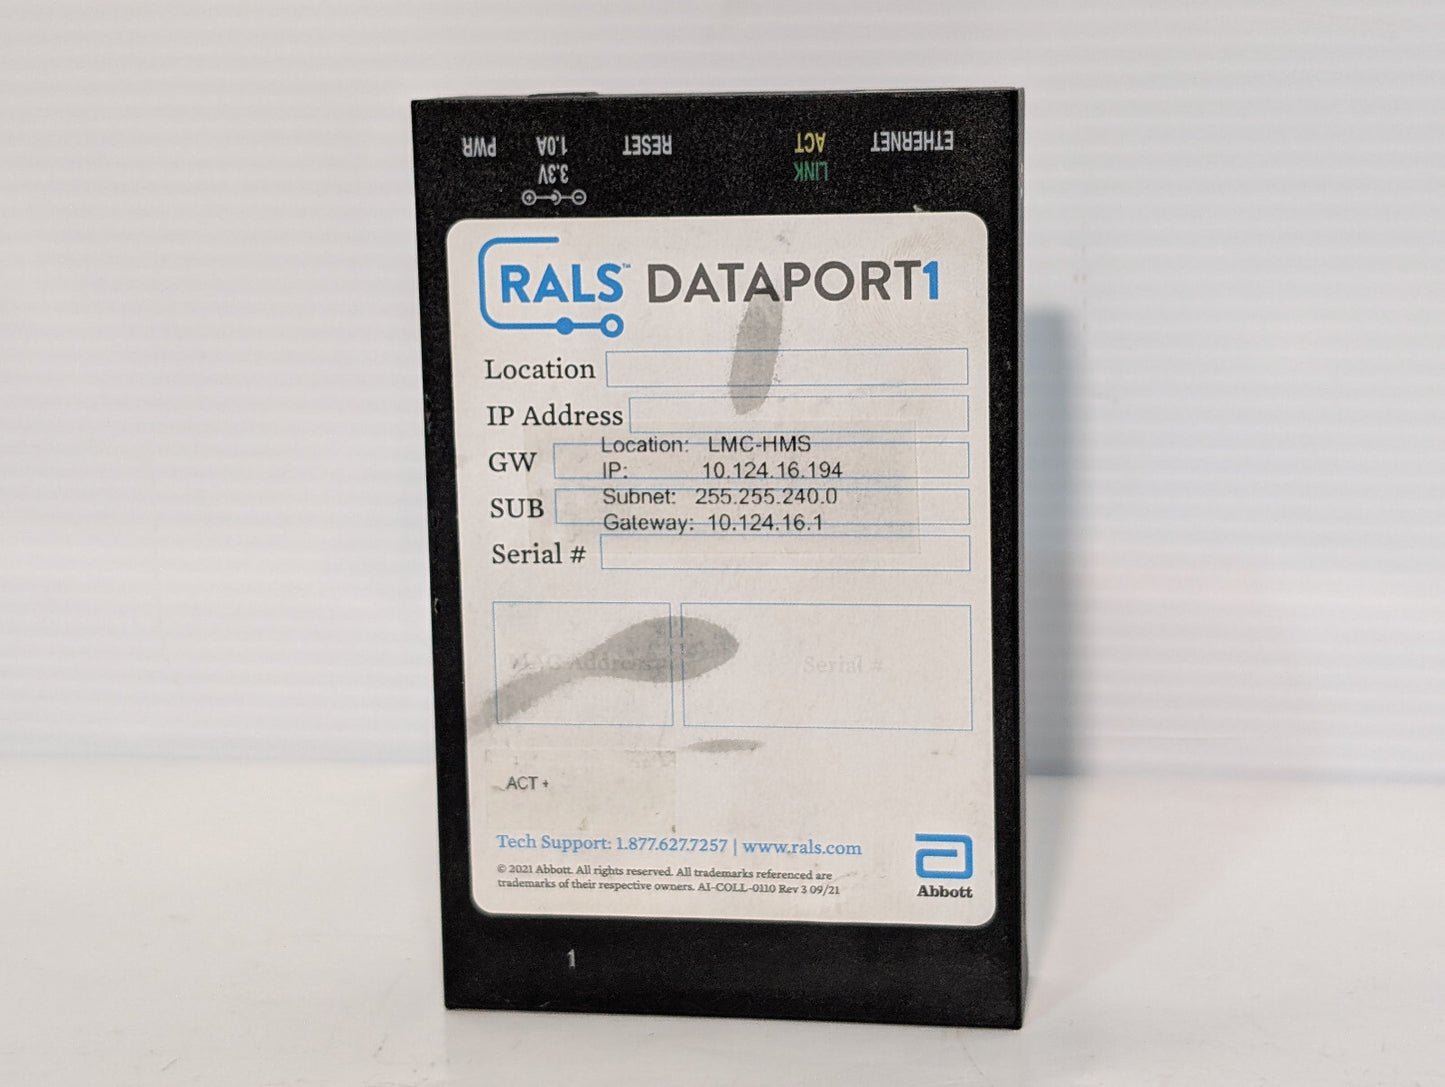 PWR 1.0A RESET ACT ETHERNET
3.3V LINK
RALS™ DATAPORT1
Location
IP Address
Location: LMC-HMS
GW
IP: 10.124.16.194
Subnet: 255.255.240.0
SUB
Gateway: 10.124.16.1
Serial #
MAC Address Serial #
ACT +
Tech Support: 1.877.627.7257 | www.rals.com
© 2021 Abbott. All rights reserved. All trademarks referenced are
trademarks of their respective owners. AI-COLL-0110 Rev 3 09/21
Abbott
1